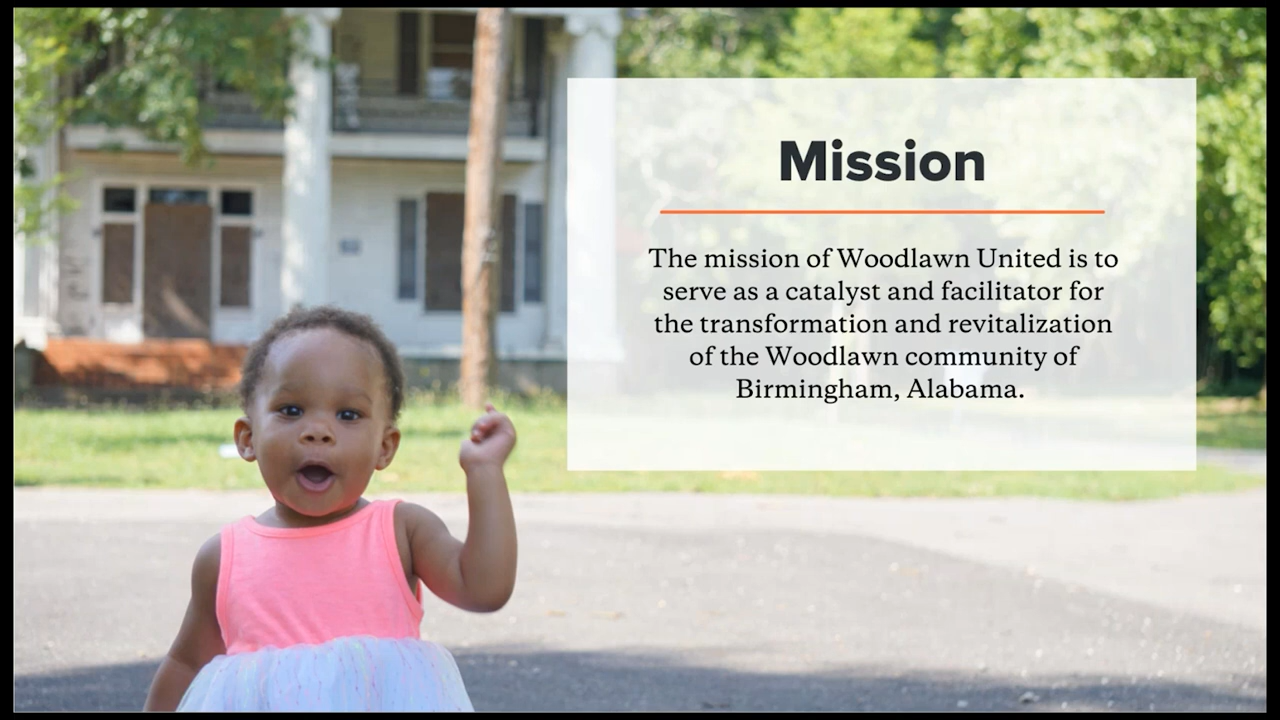 Mission
The mission of Woodlawn United is to
serve as a catalyst and facilitator for
the transformation and revitalization
of the Woodlawn community of
Birmingham, Alabama.